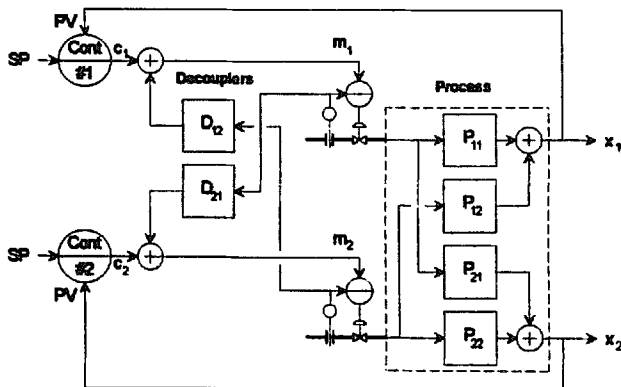 PV
SP
Cont
#1
c1
m1
Decouplers
Process
D12
P11
x1
P12
D21
SP
Cont
#2
c2
PV
m2
P21
P22
x2